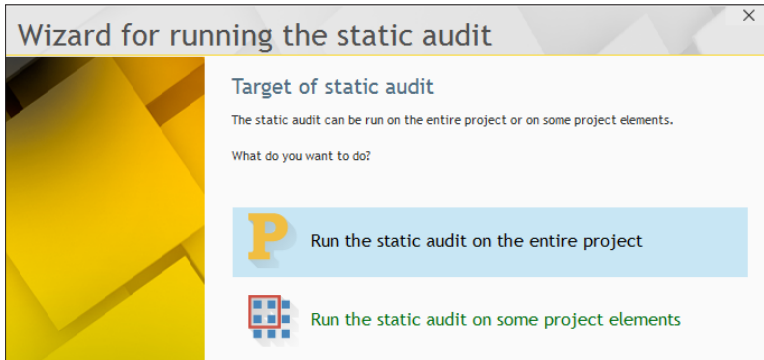 Wizard for running the static audit
Target of static audit
The static audit can be run on the entire project or on some project elements.
What do you want to do?
P
Run the static audit on the entire project
Run the static audit on some project elements